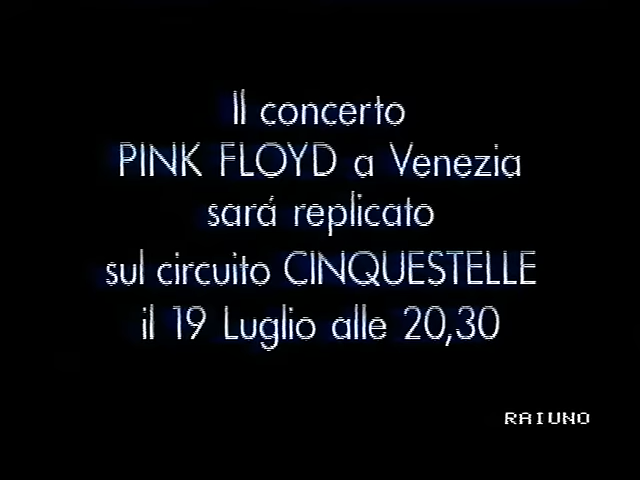 Il concerto
PINK FLOYD a Venezia
sará replicato
sul circuito CINQUESTELLE
il 19 Luglio alle 20,30
RAIUNO